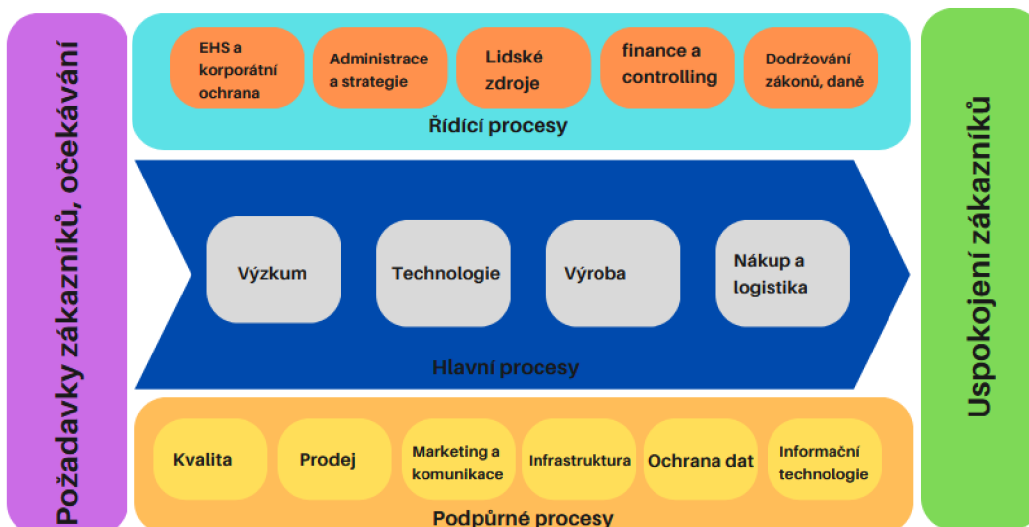 Požadavky zákazníků, očekávání
EHS a
korporátní
ochrana
Administrace
a strategie
Lidské
zdroje
finance a
controlling
Dodržování
zákonů, daně
Řídící procesy
Výzkum
Technologie
Výroba
Nákup a
logistika
Hlavní procesy
Kvalita
Prodej
Marketing a
komunikace
Infrastruktura
Ochrana dat
Informační
technologie
Podpůrné procesy
Uspokojení zákazníků